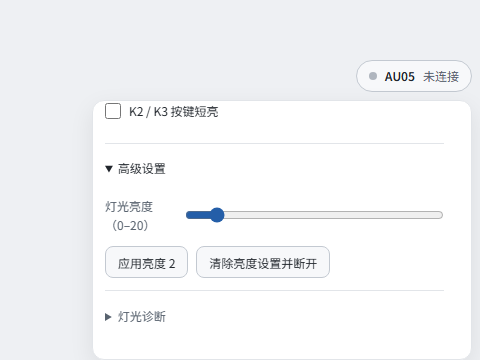 AU05 未连接
K2 / K3 按键短亮
高级设置
灯光亮度
（0–20）
应用亮度 2 清除亮度设置并断开
灯光诊断